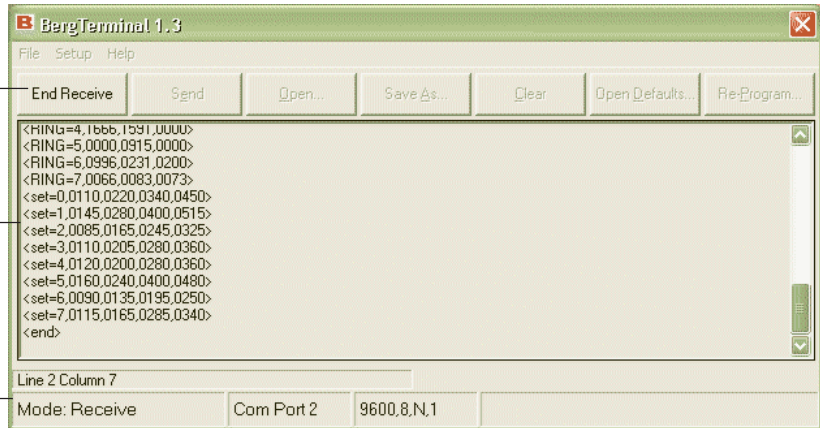 B BergTerminal 1.3
File Setup Help
End Receive Send Open... Save As... Clear Open Defaults... Re-Program...
<RING=4,1666,1591,0000>
<RING=5,0000,0915,0000>
<RING=6,0996,0231,0200>
<RING=7,0066,0083,0073>
<set=0,0110,0220,0340,0450>
<set=1,0145,0280,0400,0515>
<set=2,0085,0165,0245,0325>
<set=3,0110,0205,0280,0360>
<set=4,0120,0200,0280,0360>
<set=5,0160,0240,0400,0480>
<set=6,0090,0135,0195,0250>
<set=7,0115,0165,0285,0340>
<end>
Line 2 Column 7
Mode: Receive Com Port 2 9600,8,N,1